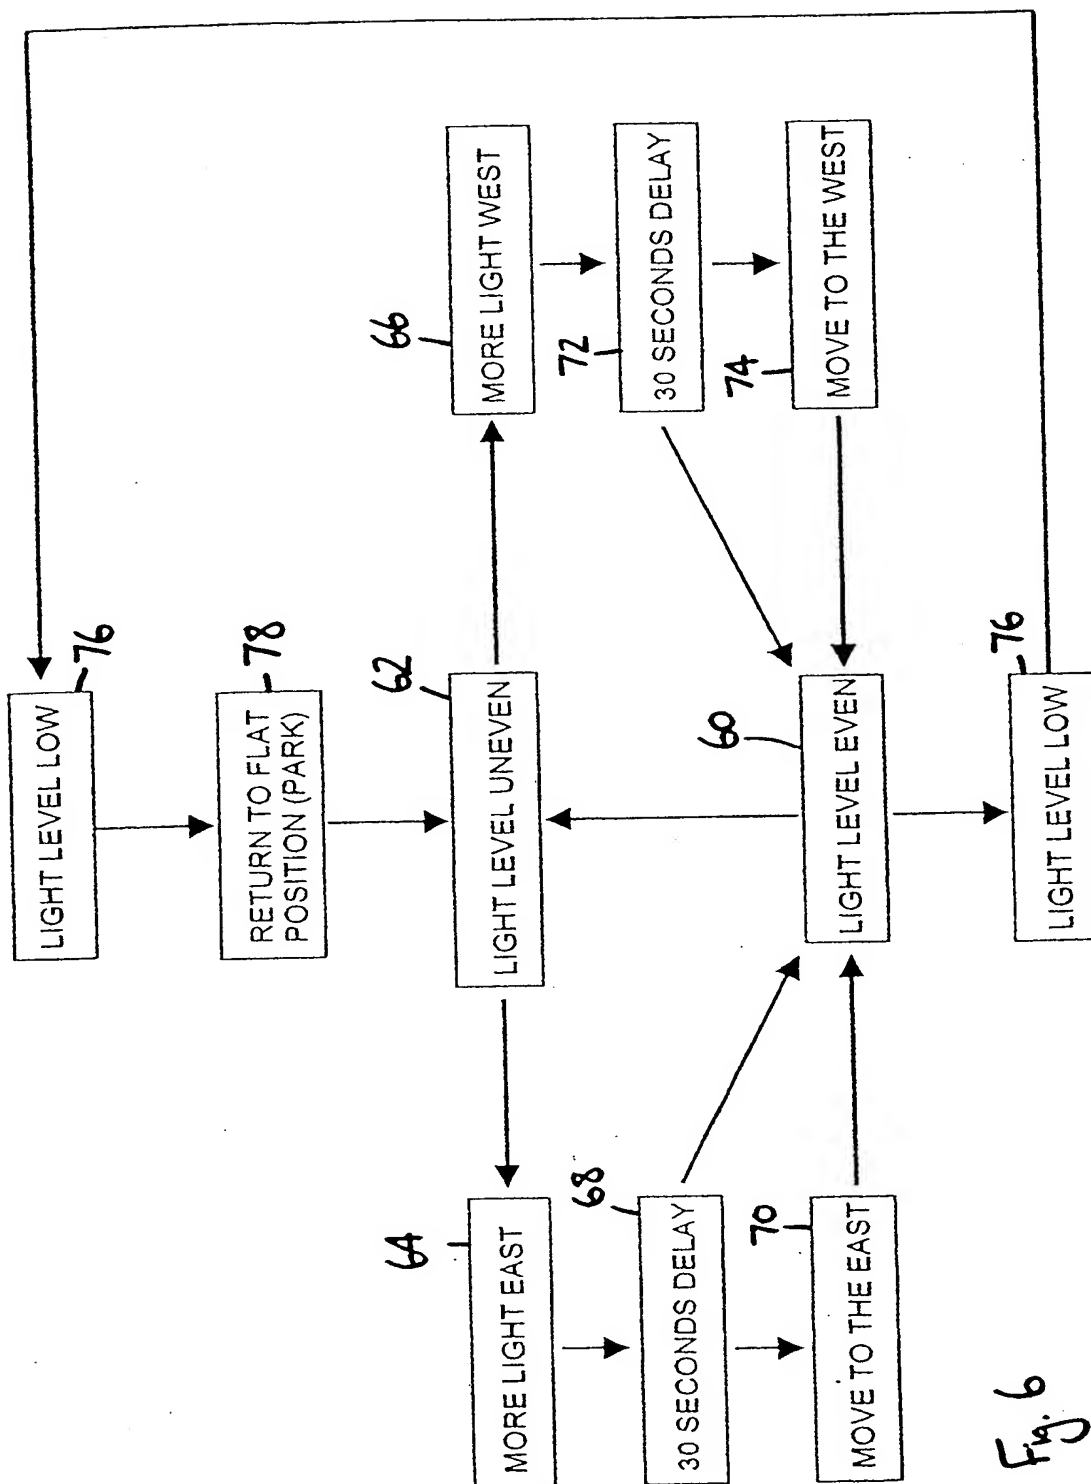 LIGHT LEVEL LOW
76
RETURN TO FLAT
POSITION (PARK)
78
64
62
66
MORE LIGHT EAST
LIGHT LEVEL UNEVEN
MORE LIGHT WEST
68
72
30 SECONDS DELAY
30 SECONDS DELAY
70
60
74
MOVE TO THE EAST
LIGHT LEVEL EVEN
MOVE TO THE WEST
76
LIGHT LEVEL LOW
Fig. 6